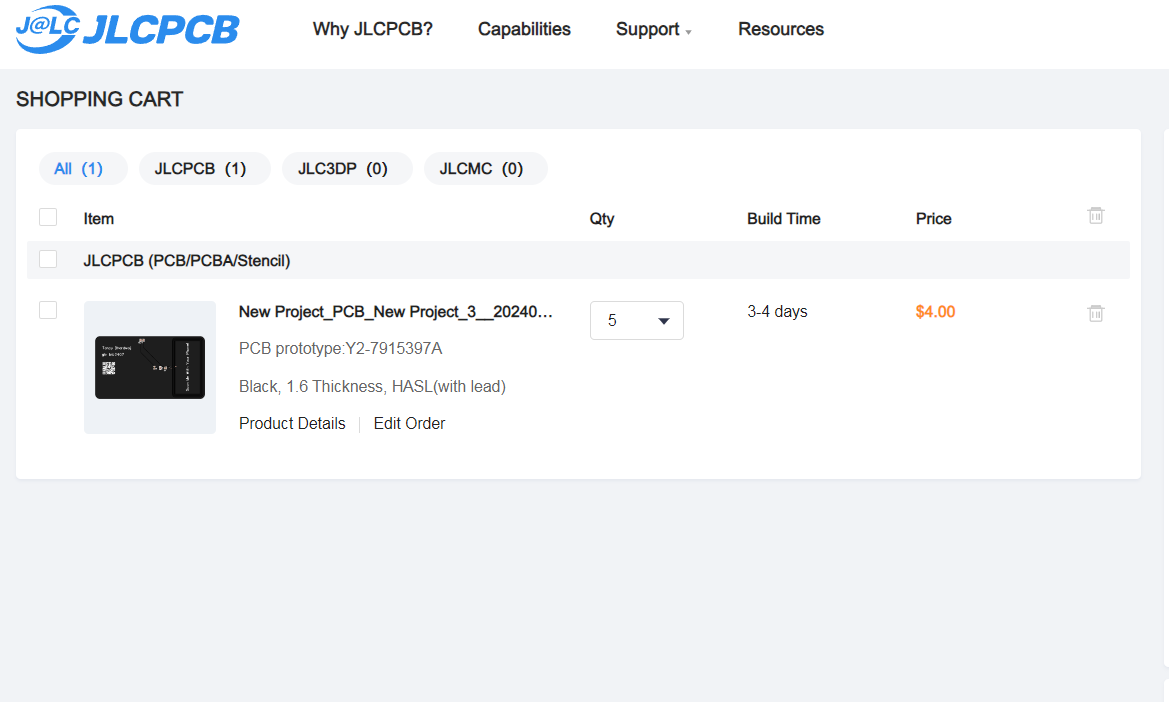 J@LC JLCPCB
Why JLCPCB? Capabilities Support Resources
SHOPPING CART
All (1) JLCPCB (1) JLC3DP (0) JLCMC (0)
Item Qty Build Time Price
JLCPCB (PCB/PCBA/Stencil)
New Project_PCB_New Project_3__20240... 5 3-4 days $4.00
PCB prototype:Y2-7915397A
Black, 1.6 Thickness, HASL(with lead)
Product Details Edit Order